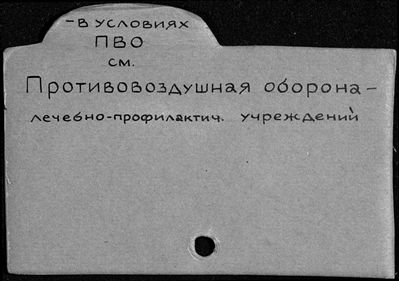 - В УСЛОВИЯХ
ПВО
см.
Противовоздушная оборона -
лечебно-профилактич. учреждений